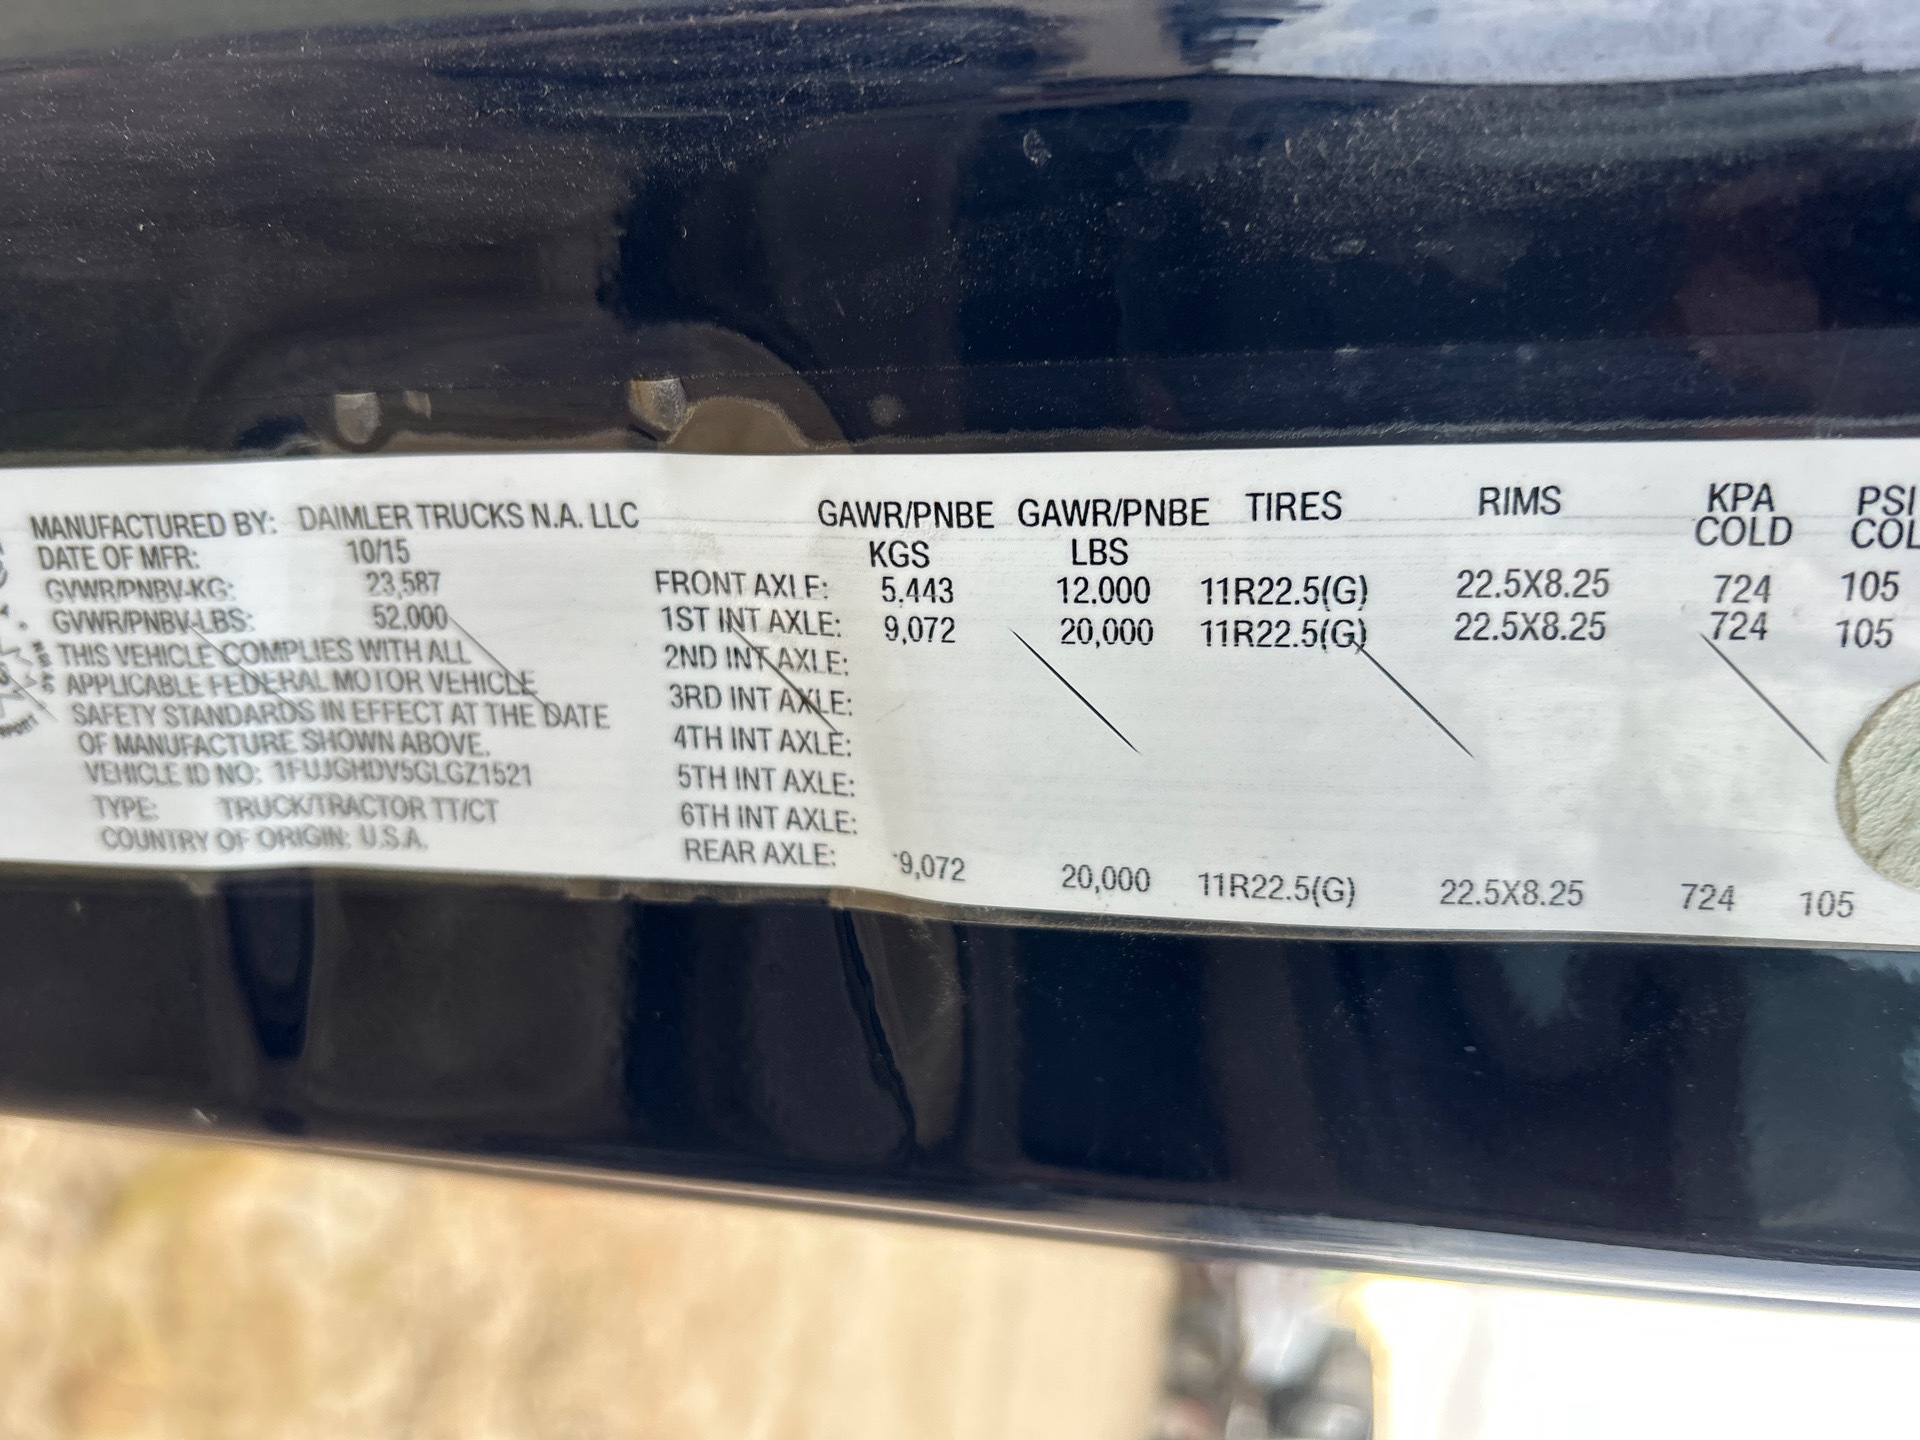 MANUFACTURED BY: DAIMLER TRUCKS N.A. LLC
DATE OF MFR: 10/15
GVWR/PNBV-KG: 23,587
GVWR/PNBV-LBS: 52,000
THIS VEHICLE COMPLIES WITH ALL
APPLICABLE FEDERAL MOTOR VEHICLE
SAFETY STANDARDS IN EFFECT AT THE DATE
OF MANUFACTURE SHOWN ABOVE.
VEHICLE ID NO: 1FUJGHDV5GLGZ1521
TYPE: TRUCK/TRACTOR TT/CT
COUNTRY OF ORIGIN: U.S.A.
GAWR/PNBE GAWR/PNBE TIRES RIMS KPA PSI
KGS LBS COLD COL
FRONT AXLE: 5,443 12,000 11R22.5(G) 22.5X8.25 724 105
1ST INT AXLE: 9,072 20,000 11R22.5(G) 22.5X8.25 724 105
2ND INT AXLE:
3RD INT AXLE:
4TH INT AXLE:
5TH INT AXLE:
6TH INT AXLE:
REAR AXLE: 9,072 20,000 11R22.5(G) 22.5X8.25 724 105